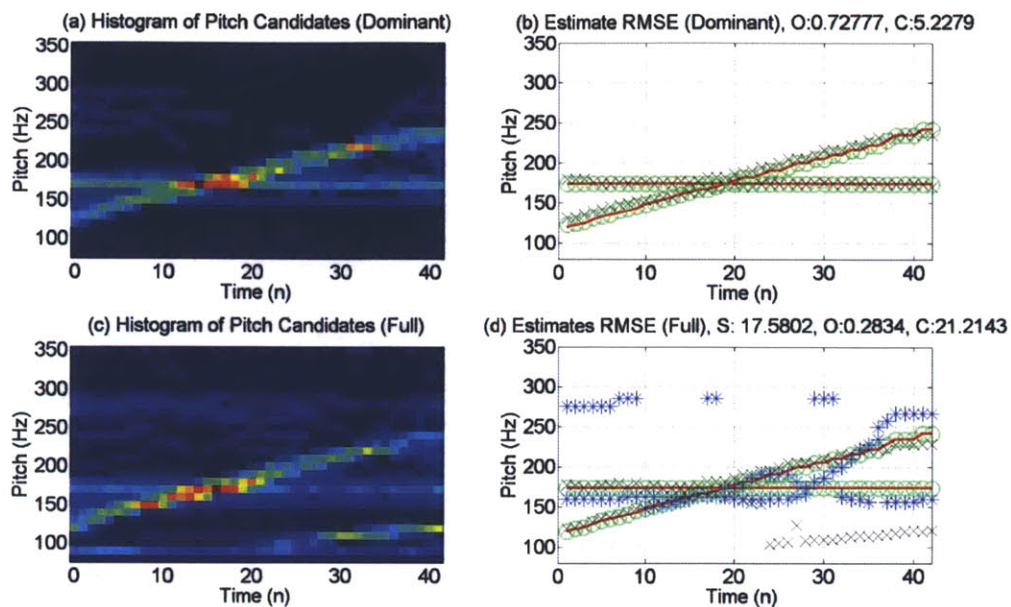 (a) Histogram of Pitch Candidates (Dominant)
350
300
250
200
150
100
Pitch (Hz)
0 10 20 30 40
Time (n)
(b) Estimate RMSE (Dominant), O:0.72777, C:5.2279
350
300
250
200
150
100
Pitch (Hz)
0 10 20 30 40
Time (n)
(c) Histogram of Pitch Candidates (Full)
350
300
250
200
150
100
Pitch (Hz)
0 10 20 30 40
Time (n)
(d) Estimates RMSE (Full), S: 17.5802, O:0.2834, C:21.2143
350
300
250
200
150
100
Pitch (Hz)
0 10 20 30 40
Time (n)